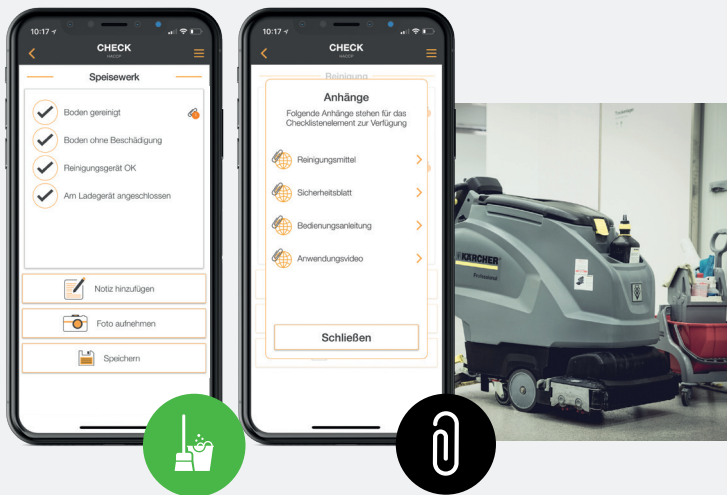 10:17
CHECK
HACCP
Speisewerk
Boden gereinigt
Boden ohne Beschädigung
Reinigungsgerät OK
Am Ladegerät angeschlossen
Notiz hinzufügen
Foto aufnehmen
Speichern
10:17
CHECK
HACCP
Reinigung
Anhänge
Folgende Anhänge stehen für das
Checklistenelement zur Verfügung
Reinigungsmittel
Sicherheitsblatt
Bedienungsanleitung
Anwendungsvideo
Schließen
KÄRCHER
Professional